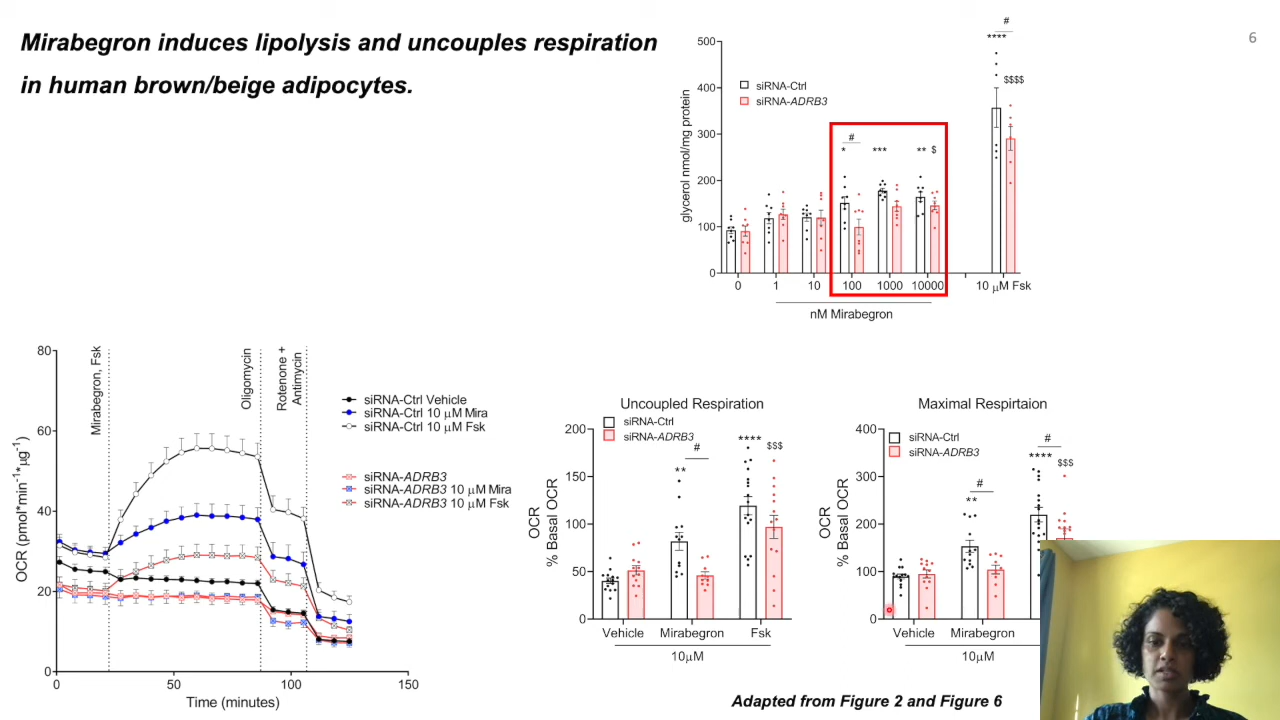 Mirabegron induces lipolysis and uncouples respiration
in human brown/beige adipocytes.
6
500
400
300
200
100
0
glycerol nmol/mg protein
siRNA-Ctrl
siRNA-ADRB3
#
*
***
** $
#
****
$$$$
0 1 10 100 1000 10000 10 µM Fsk
nM Mirabegron
80
60
40
20
0
OCR (pmol*min⁻¹*µg⁻¹)
Mirabegron, Fsk
Oligomycin
Rotenone +
Antimycin
0 50 100 150
Time (minutes)
siRNA-Ctrl Vehicle
siRNA-Ctrl 10 µM Mira
siRNA-Ctrl 10 µM Fsk
siRNA-ADRB3
siRNA-ADRB3 10 µM Mira
siRNA-ADRB3 10 µM Fsk
Uncoupled Respiration
siRNA-Ctrl
siRNA-ADRB3
200
150
100
50
0
OCR
% Basal OCR
#
**
****
$$$
Vehicle Mirabegron Fsk
10µM
Maximal Respirtaion
siRNA-Ctrl
siRNA-ADRB3
400
300
200
100
0
OCR
% Basal OCR
#
**
#
****
$$$
Vehicle Mirabegron
10µM
Adapted from Figure 2 and Figure 6